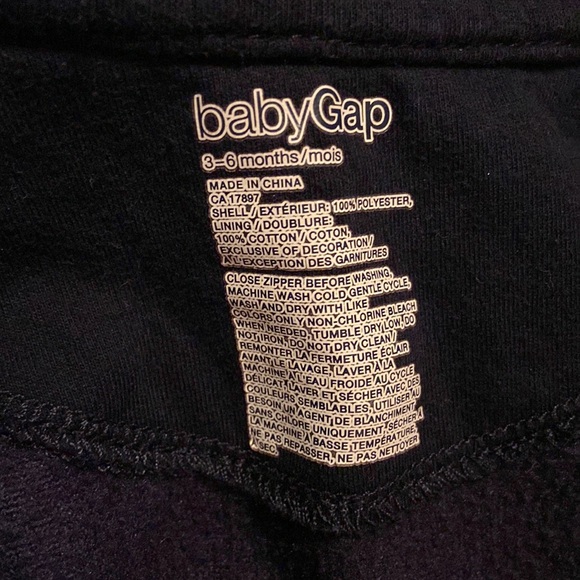 babyGap
3–6 months/mois
MADE IN CHINA
CA 17897
SHELL/EXTÉRIEUR: 100% POLYESTER,
LINING/DOUBLURE:
100% COTTON/COTON,
EXCLUSIVE OF DECORATION/
A L'EXCEPTION DES GARNITURES
CLOSE ZIPPER BEFORE WASHING,
MACHINE WASH COLD GENTLE CYCLE,
WASH AND DRY WITH LIKE
COLORS,ONLY NON-CHLORINE BLEACH
WHEN NEEDED, TUMBLE DRY LOW, DO
NOT IRON, DO NOT DRY CLEAN/
REMONTER LA FERMETURE ÉCLAIR
AVANT LE LAVAGE, LAVER À LA
MACHINE À L'EAU FROIDE AU CYCLE
DÉLICAT, LAVER ET SÉCHER AVEC DES
COULEURS SEMBLABLES, UTILISER AU
BESOIN UN AGENT DE BLANCHIMENT
SANS CHLORE UNIQUEMENT, SÉCHER À
LA MACHINE A BASSE TEMPÉRATURE,
NE PAS REPASSER, NE PAS NETTOYER
A SEC